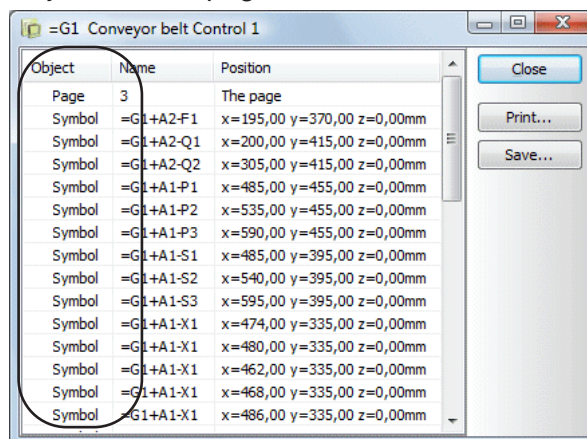 =G1 Conveyor belt Control 1
Object Name Position
Page 3 The page
Symbol =G1+A2-F1 x=195,00 y=370,00 z=0,00mm
Symbol =G1+A2-Q1 x=200,00 y=415,00 z=0,00mm
Symbol =G1+A2-Q2 x=305,00 y=415,00 z=0,00mm
Symbol =G1+A1-P1 x=485,00 y=455,00 z=0,00mm
Symbol =G1+A1-P2 x=535,00 y=455,00 z=0,00mm
Symbol =G1+A1-P3 x=590,00 y=455,00 z=0,00mm
Symbol =G1+A1-S1 x=485,00 y=395,00 z=0,00mm
Symbol =G1+A1-S2 x=540,00 y=395,00 z=0,00mm
Symbol =G1+A1-S3 x=595,00 y=395,00 z=0,00mm
Symbol =G1+A1-X1 x=474,00 y=335,00 z=0,00mm
Symbol =G1+A1-X1 x=480,00 y=335,00 z=0,00mm
Symbol =G1+A1-X1 x=462,00 y=335,00 z=0,00mm
Symbol =G1+A1-X1 x=468,00 y=335,00 z=0,00mm
Symbol =G1+A1-X1 x=486,00 y=335,00 z=0,00mm
Close
Print...
Save...